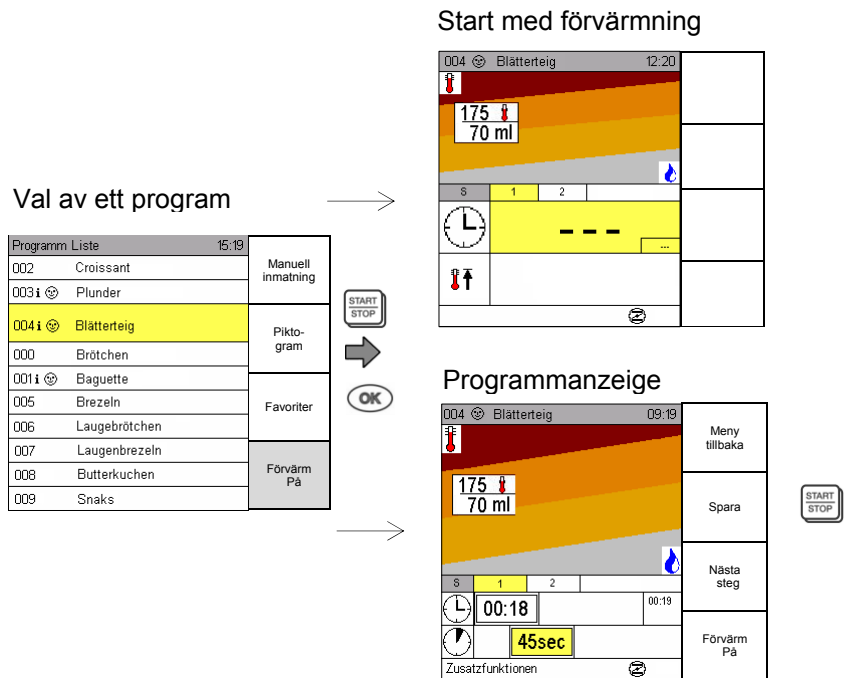 Start med förvärmning
004 Blätterteig 12:20
175
70 ml
S 1 2
– – –
...
Val av ett program
Programm Liste 15:19
002 Croissant
003 i Plunder
004 i Blätterteig
000 Brötchen
001 i Baguette
005 Brezeln
006 Laugebrötchen
007 Laugenbrezeln
008 Butterkuchen
009 Snaks
Manuell
inmatning
Pikto-
gram
Favoriter
Förvärm
På
START
STOP
OK
Programmanzeige
004 Blätterteig 09:19
175
70 ml
S 1 2
00:18 00:19
45sec
Zusatzfunktionen
Meny
tillbaka
Spara
Nästa
steg
Förvärm
På
START
STOP